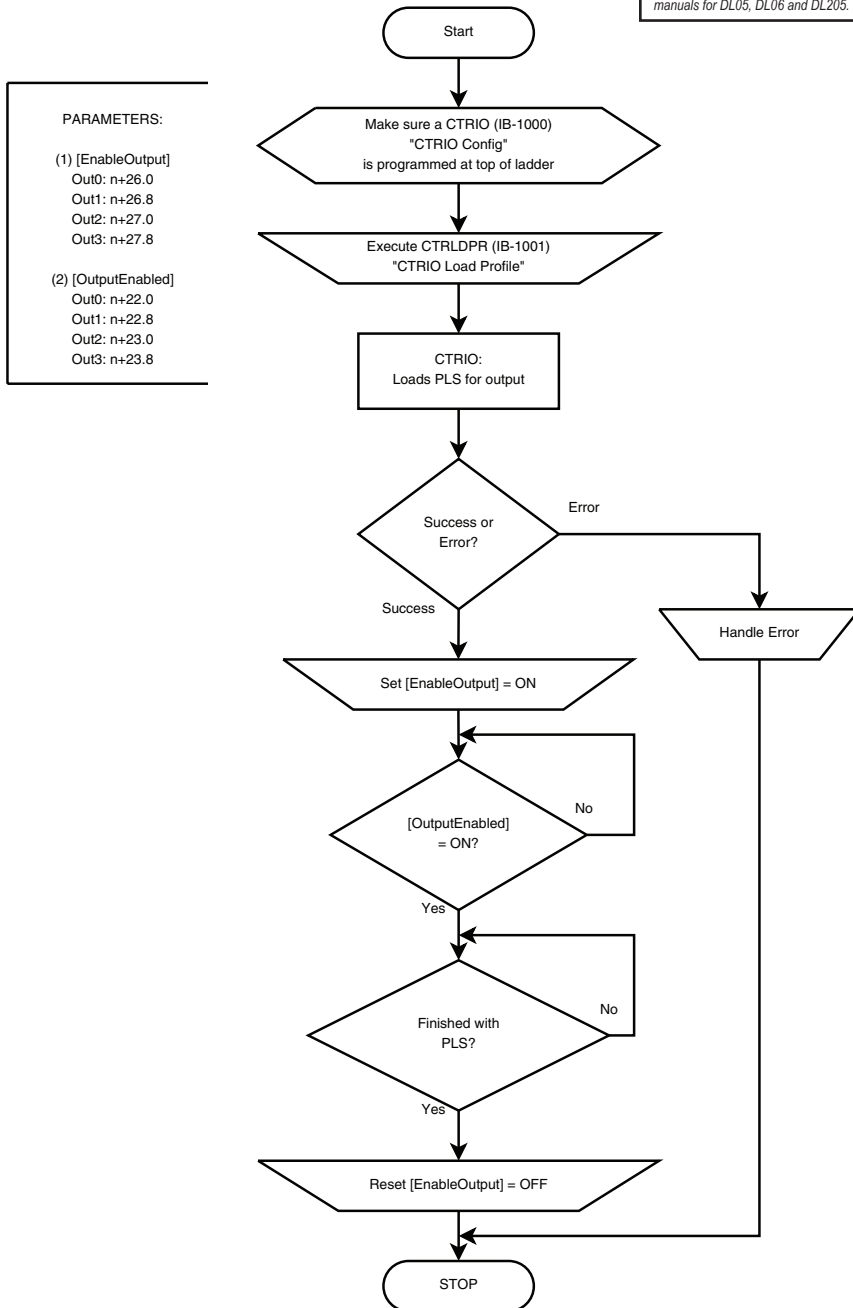 manuals for DL05, DL06 and DL205.
Start
PARAMETERS:
(1) [EnableOutput]
Out0: n+26.0
Out1: n+26.8
Out2: n+27.0
Out3: n+27.8
(2) [OutputEnabled]
Out0: n+22.0
Out1: n+22.8
Out2: n+23.0
Out3: n+23.8
Make sure a CTRIO (IB-1000)
"CTRIO Config"
is programmed at top of ladder
Execute CTRLDPR (IB-1001)
"CTRIO Load Profile"
CTRIO:
Loads PLS for output
Success or
Error?
Error
Success
Handle Error
Set [EnableOutput] = ON
[OutputEnabled]
= ON?
No
Yes
Finished with
PLS?
No
Yes
Reset [EnableOutput] = OFF
STOP